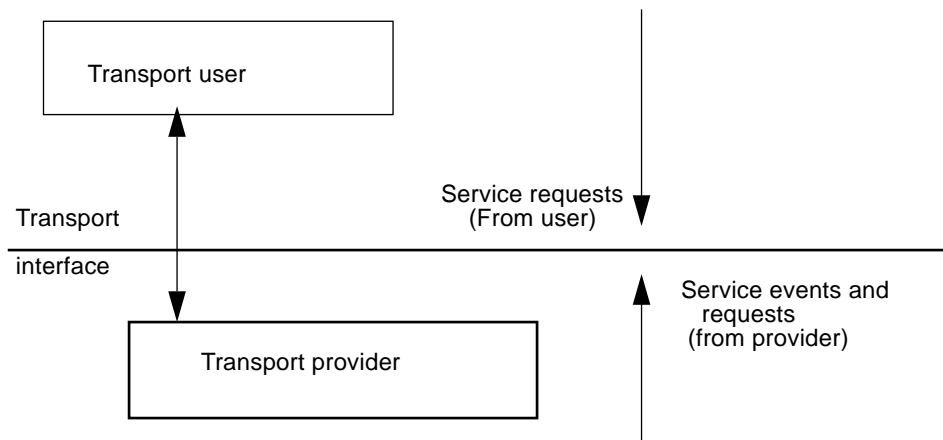 Transport user
Service requests
(From user)
Transport
interface
Service events and
requests
(from provider)
Transport provider